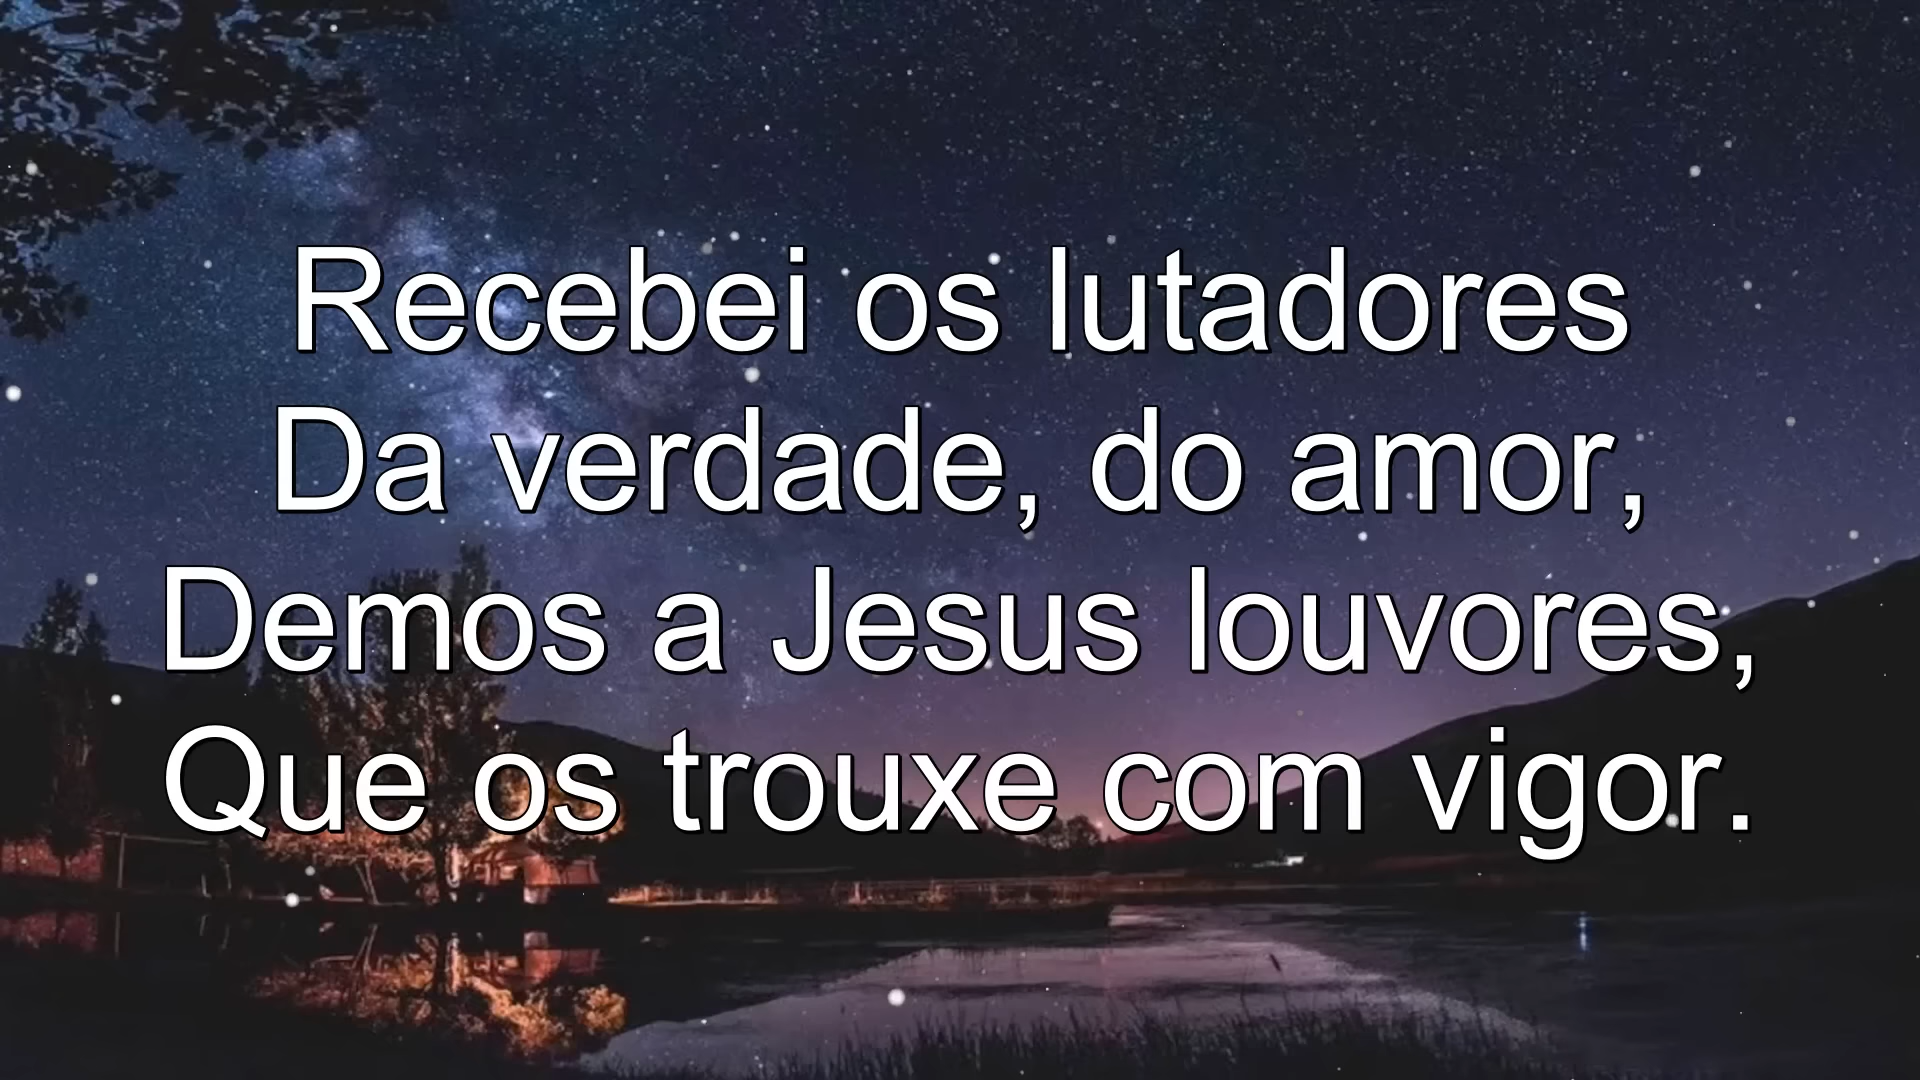 Recebei os lutadores
Da verdade, do amor,
Demos a Jesus louvores,
Que os trouxe com vigor.